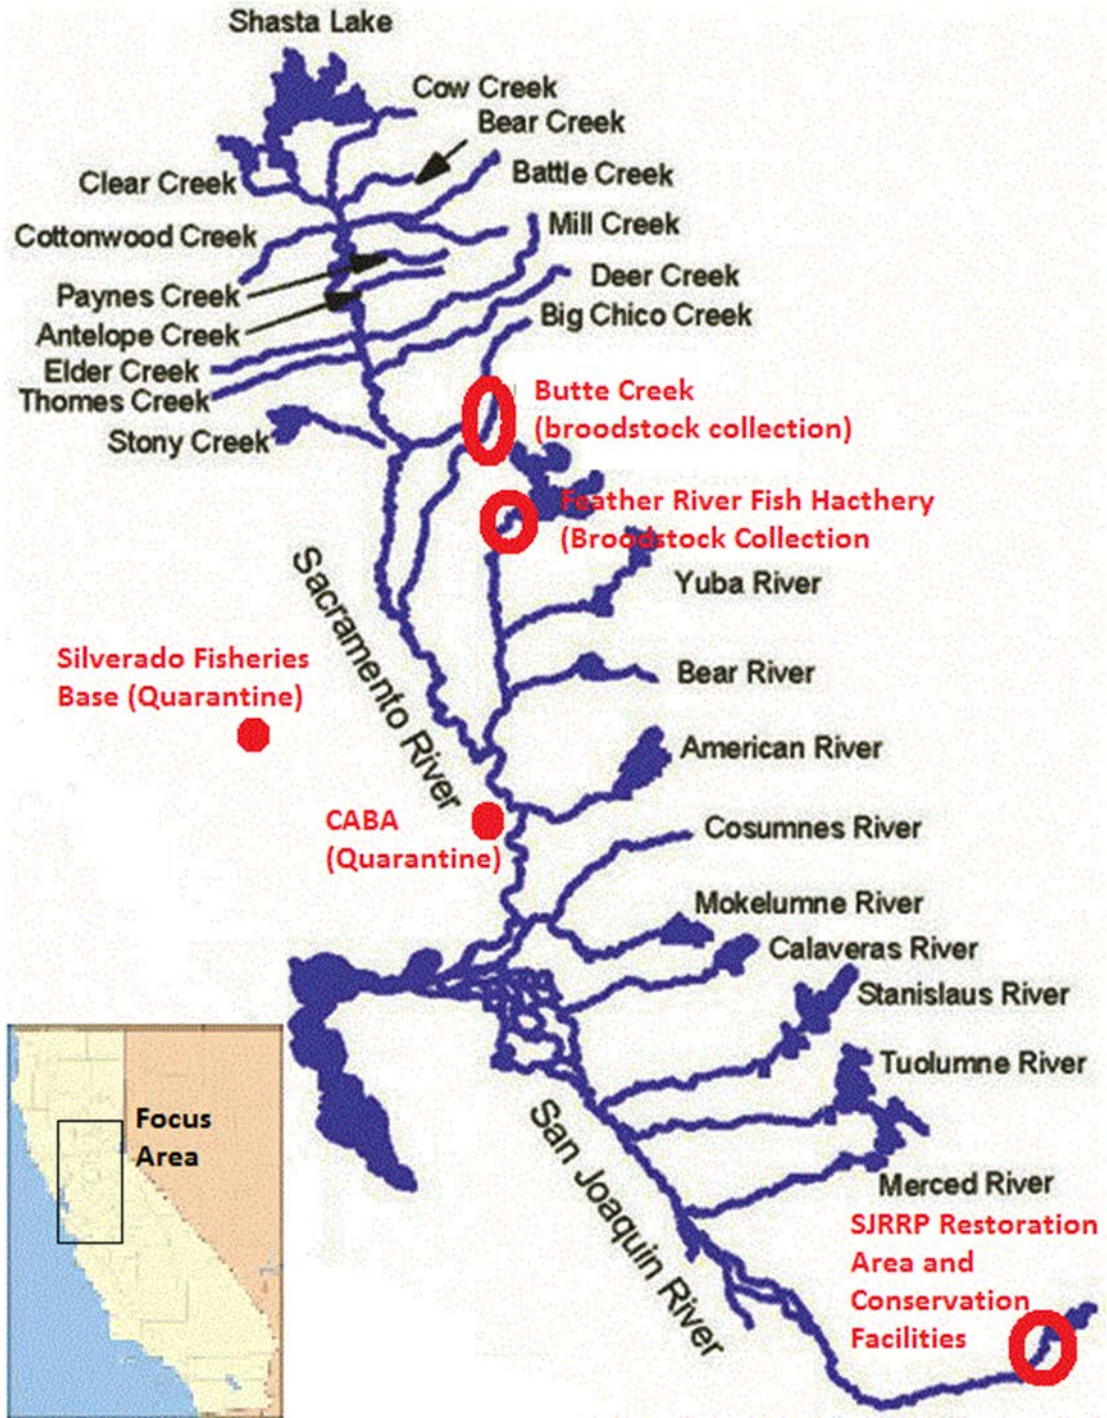 Shasta Lake
Cow Creek
Bear Creek
Battle Creek
Clear Creek
Mill Creek
Cottonwood Creek
Deer Creek
Paynes Creek
Big Chico Creek
Antelope Creek
Elder Creek
Thomes Creek
Butte Creek
(broodstock collection)
Stony Creek
Feather River Fish Hacthery
(Broodstock Collection
Yuba River
Sacramento River
Silverado Fisheries
Base (Quarantine)
Bear River
American River
CABA
(Quarantine)
Cosumnes River
Mokelumne River
Calaveras River
Stanislaus River
Tuolumne River
Focus
Area
San Joaquin River
Merced River
SJRRP Restoration
Area and
Conservation
Facilities